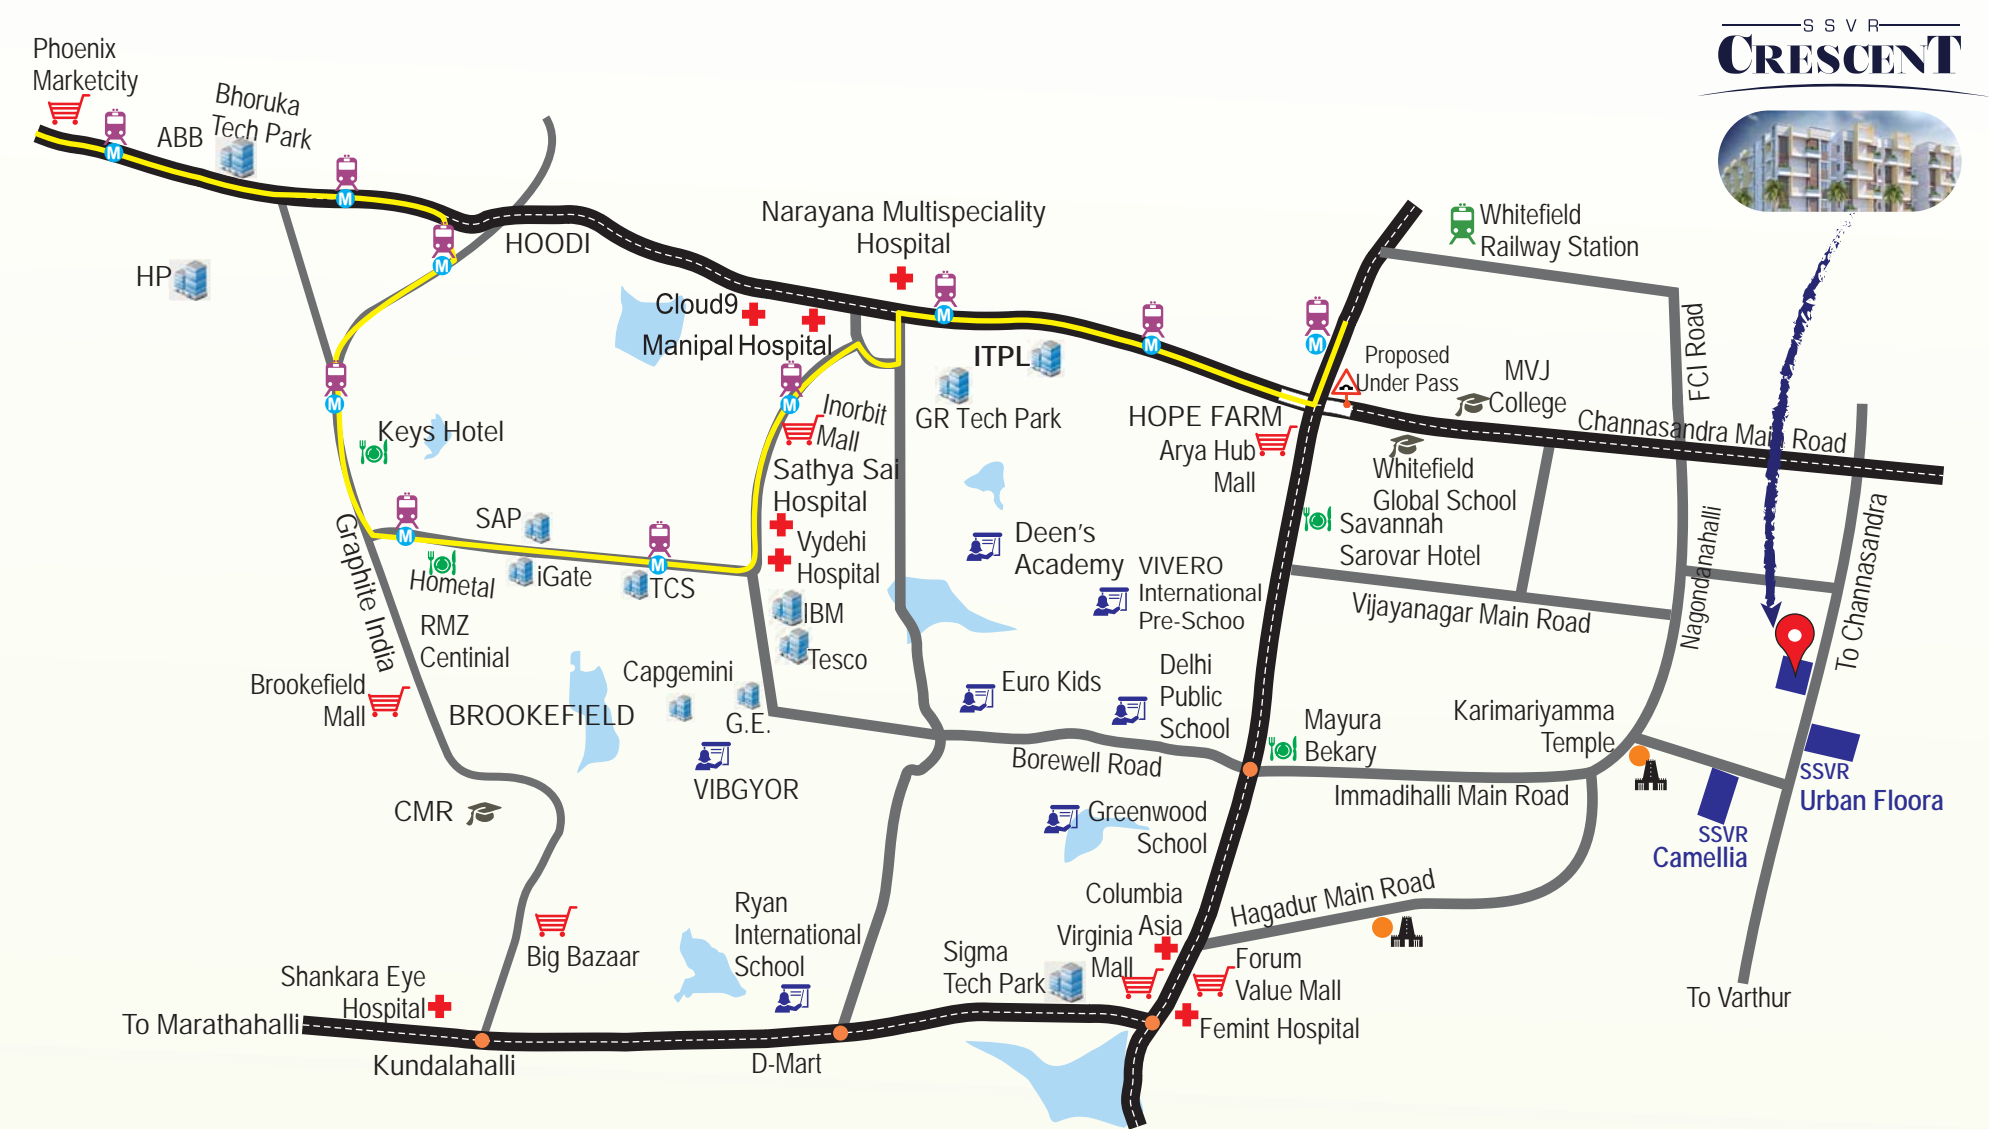 SSVR
CRESCENT
Phoenix
Marketcity
ABB
Bhoruka
Tech Park
HP
HOODI
Narayana Multispeciality
Hospital
Cloud9
Manipal Hospital
ITPL
GR Tech Park
Whitefield
Railway Station
FCI Road
Proposed
Under Pass
MVJ
College
Channasandra Main Road
HOPE FARM
Arya Hub
Mall
Whitefield
Global School
Savannah
Sarovar Hotel
Keys Hotel
Inorbit
Mall
Sathya Sai
Hospital
Vydehi
Hospital
SAP
Hometal
iGate
TCS
IBM
Tesco
Graphite India
RMZ
Centinial
Deen's
Academy
VIVERO
International
Pre-Schoo
Vijayanagar Main Road
Nagondanahalli
To Channasandra
Brookefield
Mall
BROOKEFIELD
Capgemini
G.E.
VIBGYOR
Euro Kids
Delhi
Public
School
Borewell Road
Mayura
Bekary
Karimariyamma
Temple
Immadihalli Main Road
SSVR
Urban Floora
SSVR
Camellia
CMR
Greenwood
School
Hagadur Main Road
Columbia
Asia
Virginia
Mall
Sigma
Tech Park
Forum
Value Mall
Femint Hospital
Ryan
International
School
Big Bazaar
Shankara Eye
Hospital
To Marathahalli
Kundalahalli
D-Mart
To Varthur
M
M
M
M
M
M
M
M
M
M